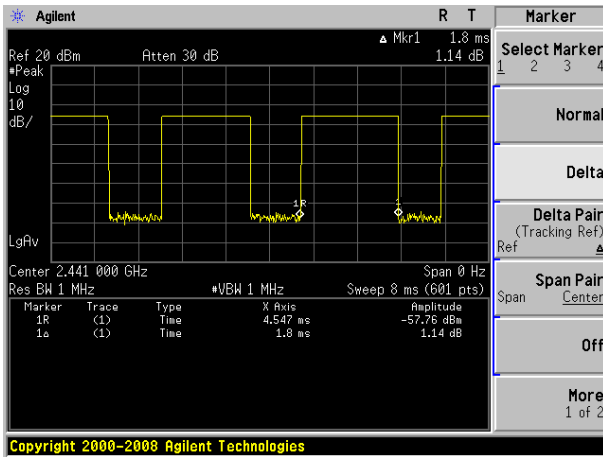 Agilent R T Marker
Δ Mkr1 1.8 ms
Ref 20 dBm Atten 30 dB 1.14 dB
#Peak
Log
10
dB/
1R 1
LgAv
Center 2.441 000 GHz Span 0 Hz
Res BW 1 MHz #VBW 1 MHz Sweep 8 ms (601 pts)
Marker Trace Type X Axis Amplitude
1R (1) Time 4.547 ms -57.76 dBm
1Δ (1) Time 1.8 ms 1.14 dB
Select Marker
1 2 3 4
Normal
Delta
Delta Pair
(Tracking Ref)
Ref Δ
Span Pair
Span Center
Off
More
1 of 2
Copyright 2000-2008 Agilent Technologies